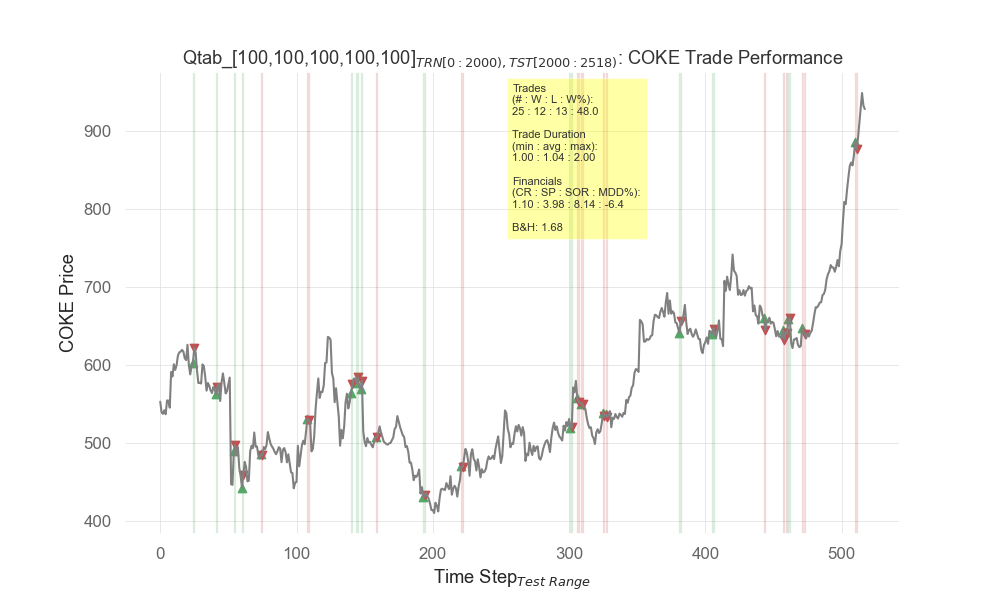 Qtab_[100,100,100,100,100]TRN[0 : 2000), TST[2000 : 2518): COKE Trade Performance
Trades
(# : W : L : W%):
25 : 12 : 13 : 48.0
Trade Duration
(min : avg : max):
1.00 : 1.04 : 2.00
Financials
(CR : SP : SOR : MDD%):
1.10 : 3.98 : 8.14 : -6.4
B&H: 1.68
COKE Price
900
800
700
600
500
400
0 100 200 300 400 500
Time StepTest Range